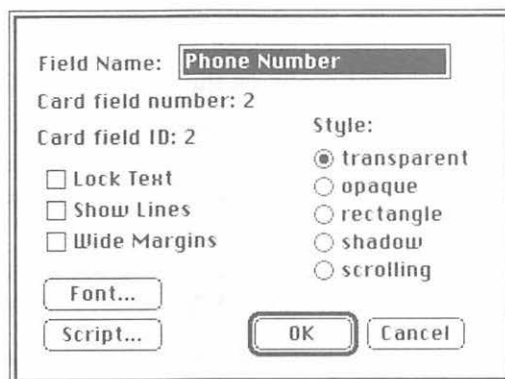 Field Name: Phone Number
Card field number: 2
Card field ID: 2
Lock Text
Show Lines
Wide Margins
Style:
transparent
opaque
rectangle
shadow
scrolling
Font...
Script...
OK
Cancel